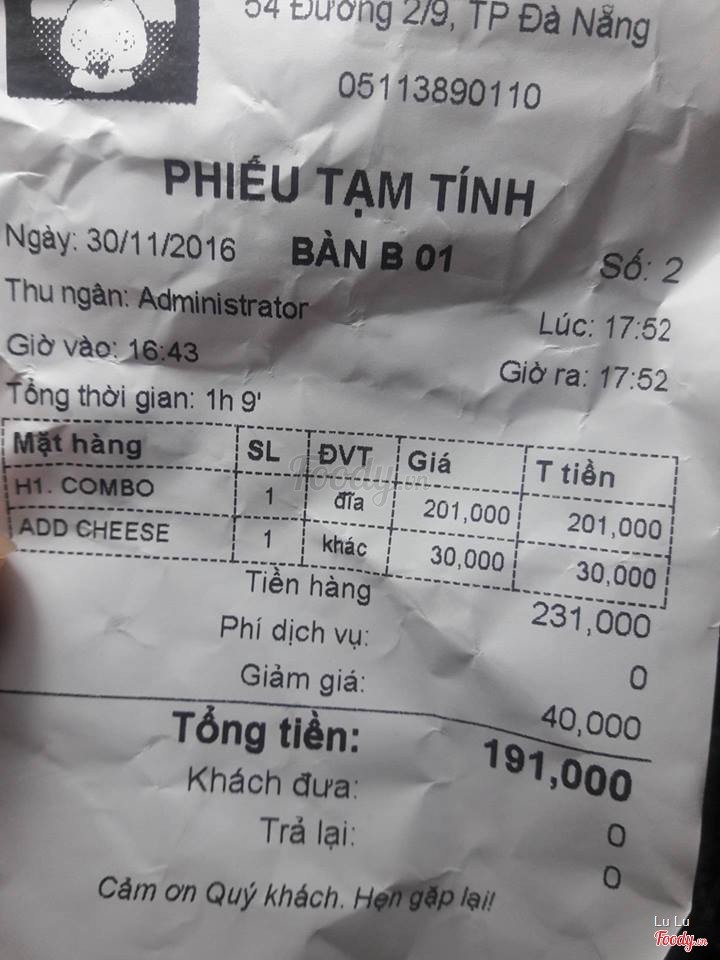 54 Đường 2/9, TP Đà Nẵng
05113890110
PHIẾU TẠM TÍNH
Ngày: 30/11/2016 BÀN B 01 Số: 2
Thu ngân: Administrator Lúc: 17:52
Giờ vào: 16:43 Giờ ra: 17:52
Tổng thời gian: 1h 9'
Mặt hàng SL ĐVT Giá T tiền
H1. COMBO 1 đĩa 201,000 201,000
ADD CHEESE 1 khác 30,000 30,000
Tiền hàng 231,000
Phí dịch vụ: 0
Giảm giá: 40,000
Tổng tiền: 191,000
Khách đưa: 0
Trả lại: 0
Cảm ơn Quý khách. Hẹn gặp lại!
Foody.vn
Lu Lu
Foody.vn